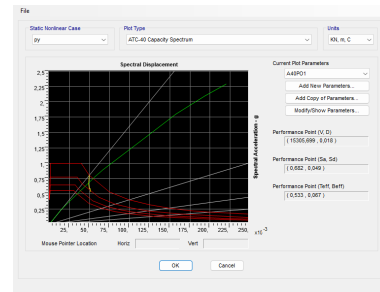 File
Static Nonlinear Case
Plot Type
Units
py
ATC-40 Capacity Spectrum
KN, m, C
Spectral Displacement
Current Plot Parameters
A40PO1
Add New Parameters...
Add Copy of Parameters...
Modify/Show Parameters...
Performance Point (V, D)
( 15305,699 , 0,018 )
Performance Point (Sa, Sd)
( 0,682 , 0,049 )
Performance Point (Teff, Beff)
( 0,533 , 0,067 )
Spectral Acceleration - g
2,5
2,25
2,
1,75
1,5
1,25
1,
0,75
0,5
0,25
25, 50, 75, 100, 125, 150, 175, 200, 225, 250, x10 -3
Mouse Pointer Location Horiz Vert
OK Cancel